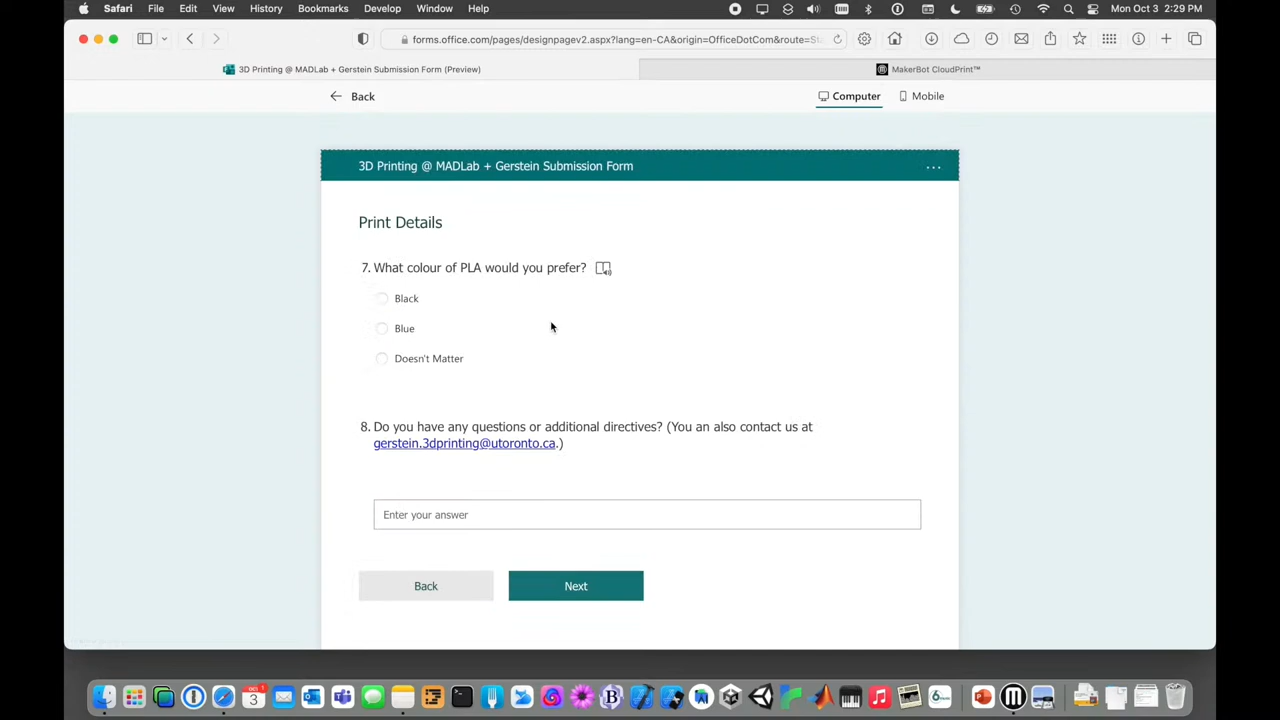 Safari File Edit View History Bookmarks Develop Window Help Mon Oct 3 2:29 PM
forms.office.com/pages/designpagev2.aspx?lang=en-CA&origin=OfficeDotCom&route=Sta
3D Printing @ MADLab + Gerstein Submission Form (Preview) MakerBot CloudPrint™
Back Computer Mobile
3D Printing @ MADLab + Gerstein Submission Form ...
Print Details
7. What colour of PLA would you prefer?
Black
Blue
Doesn't Matter
8. Do you have any questions or additional directives? (You an also contact us at
gerstein.3dprinting@utoronto.ca.)
Enter your answer
Back Next